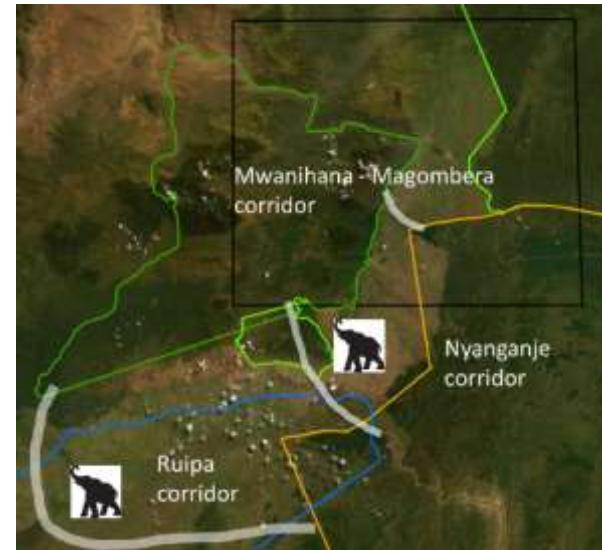 Mwanihana - Magombera
corridor
Nyanganje
corridor
Ruipa
corridor